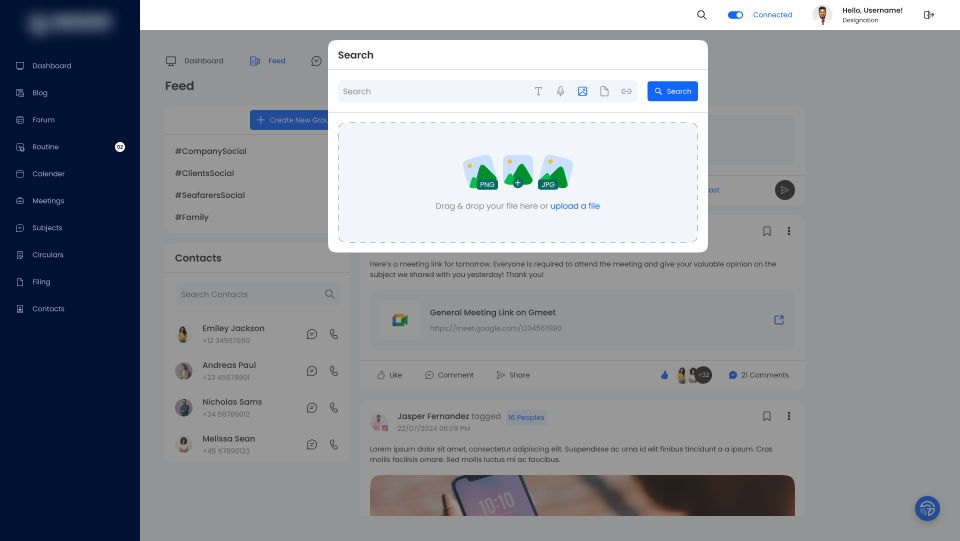 Connected
Hello, Username!
Designation
Dashboard
Blog
Forum
Routine
02
Calender
Meetings
Subjects
Circulars
Filing
Contacts
Dashboard
Feed
Feed
Create New Grou
#CompanySocial
#ClientsSocial
#SeafarersSocial
#Family
Contacts
Search Contacts
Emiley Jackson
+12 34567890
Andreas Paul
+23 45678901
Nicholas Sams
+34 56789012
Melissa Sean
+45 67890123
Search
Search
Search
PNG
JPG
Drag & drop your file here or upload a file
Here's a meeting link for tomorrow. Everyone is required to attend the meeting and give your valuable opinion on the
subject we shared with you yesterday! Thank you!
General Meeting Link on Gmeet
https://meet.google.com/1234567890
Like
Comment
Share
+32
21 Comments
Jasper Fernandez tagged 15 Peoples
22/07/2024 06:09 PM
Lorem ipsum dolor sit amet, consectetur adipiscing elit. Suspendisse ac urna id elit finibus tincidunt a a ipsum. Cras
mollis facilisis ornare. Sed mollis luctus mi ac faucibus.
10:10